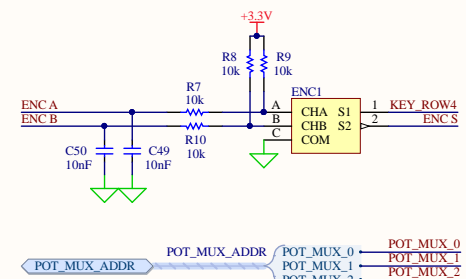 +3.3V
R8
10k
R9
10k
R7
10k
ENC1
ENC A
A
CHA S1
1
KEY_ROW4
ENC B
B
CHB S2
2
ENC S
C
COM
R10
10k
C50
10nF
C49
10nF
POT_MUX_ADDR
POT_MUX_ADDR
POT_MUX_0
POT_MUX_0
POT_MUX_1
POT_MUX_1
POT_MUX_2
POT_MUX_2